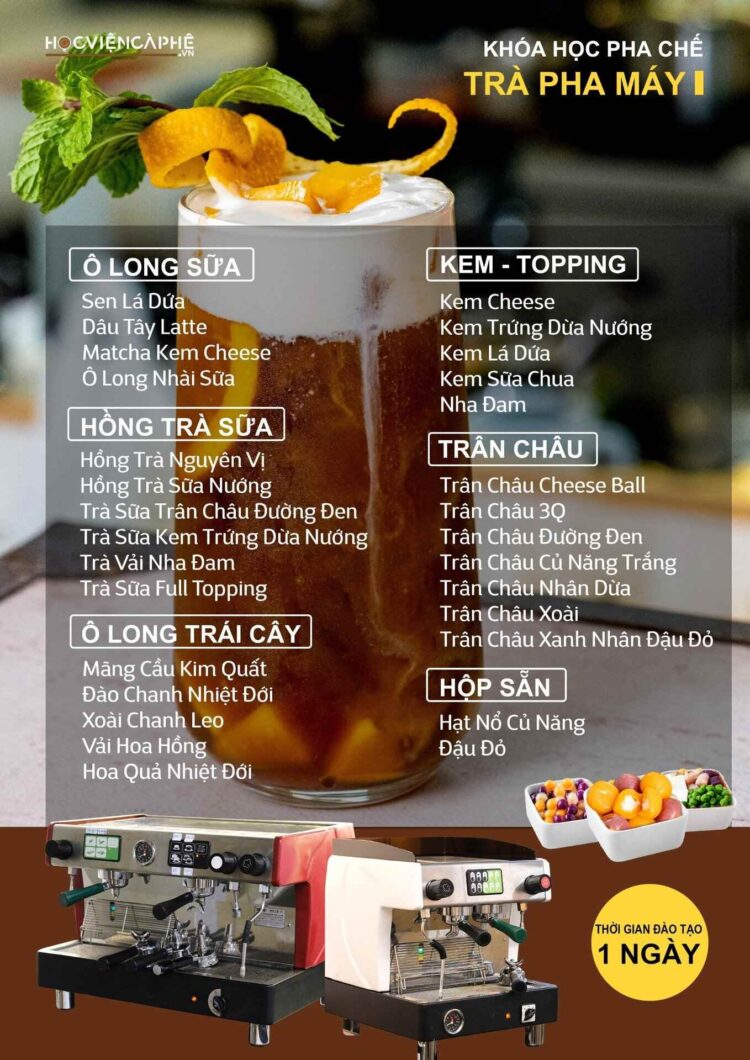 HỌCVIỆNCÀPHÊ
.VN
KHÓA HỌC PHA CHẾ
TRÀ PHA MÁY
Ô LONG SỮA
Sen Lá Dứa
Dâu Tây Latte
Matcha Kem Cheese
Ô Long Nhài Sữa
HỒNG TRÀ SỮA
Hồng Trà Nguyên Vị
Hồng Trà Sữa Nướng
Trà Sữa Trân Châu Đường Đen
Trà Sữa Kem Trứng Dừa Nướng
Trà Vải Nha Đam
Trà Sữa Full Topping
Ô LONG TRÁI CÂY
Mãng Cầu Kim Quất
Đào Chanh Nhiệt Đới
Xoài Chanh Leo
Vải Hoa Hồng
Hoa Quả Nhiệt Đới
KEM - TOPPING
Kem Cheese
Kem Trứng Dừa Nướng
Kem Lá Dứa
Kem Sữa Chua
Nha Đam
TRÂN CHÂU
Trân Châu Cheese Ball
Trân Châu 3Q
Trân Châu Đường Đen
Trân Châu Củ Năng Trắng
Trân Châu Nhân Dừa
Trân Châu Xoài
Trân Châu Xanh Nhân Đậu Đỏ
HỘP SẴN
Hạt Nổ Củ Năng
Đậu Đỏ
THỜI GIAN ĐÀO TẠO
1 NGÀY